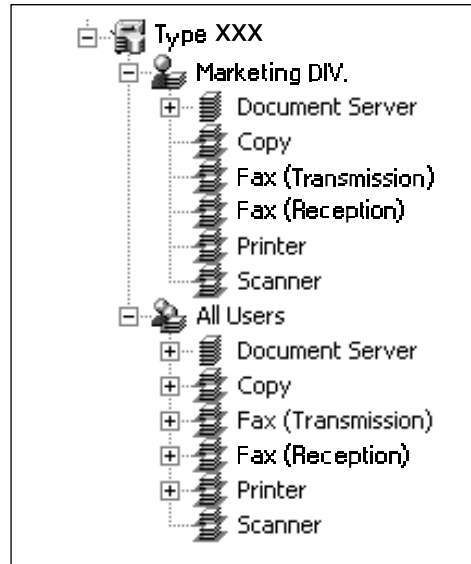 Type XXX
Marketing DIV.
Document Server
Copy
Fax (Transmission)
Fax (Reception)
Printer
Scanner
All Users
Document Server
Copy
Fax (Transmission)
Fax (Reception)
Printer
Scanner